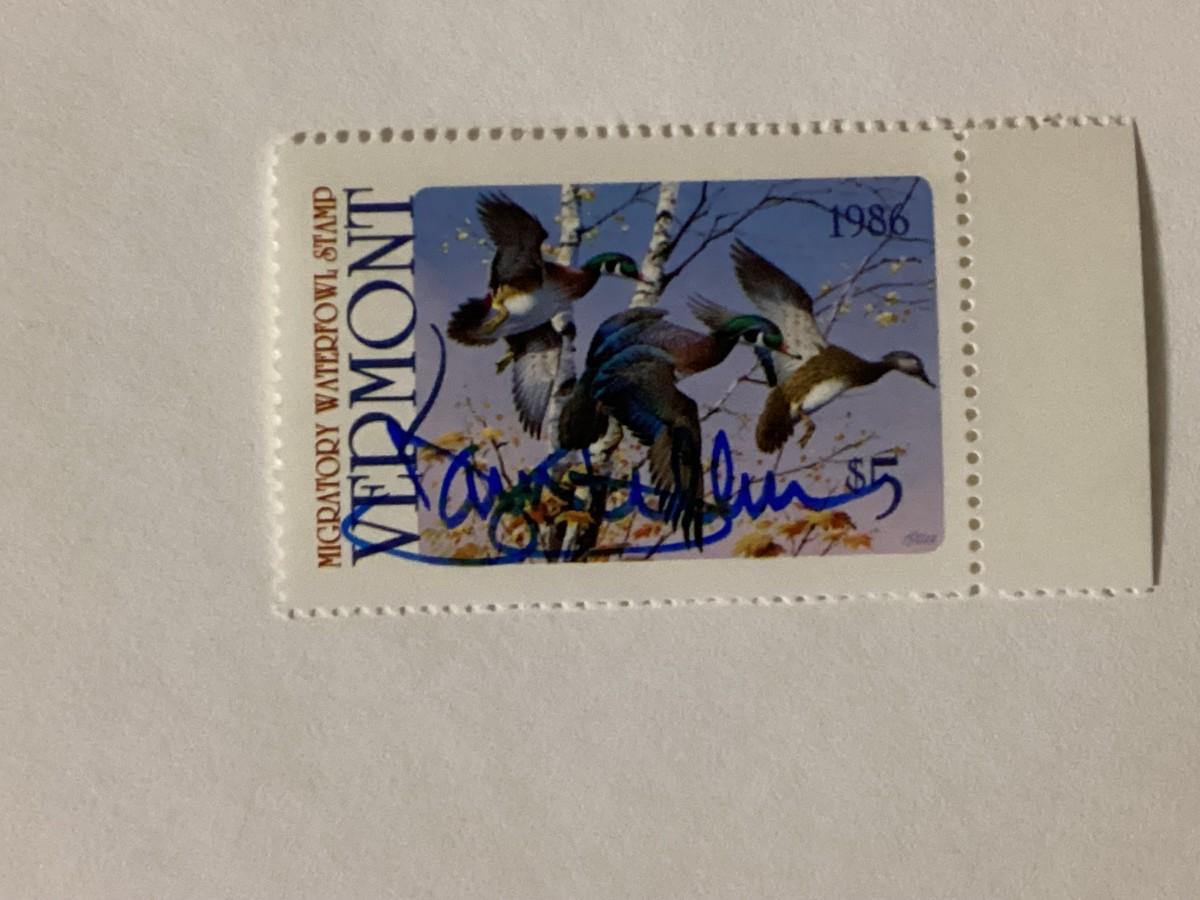 MIGRATORY WATERFOWL STAMP
VERMONT
1986
$5